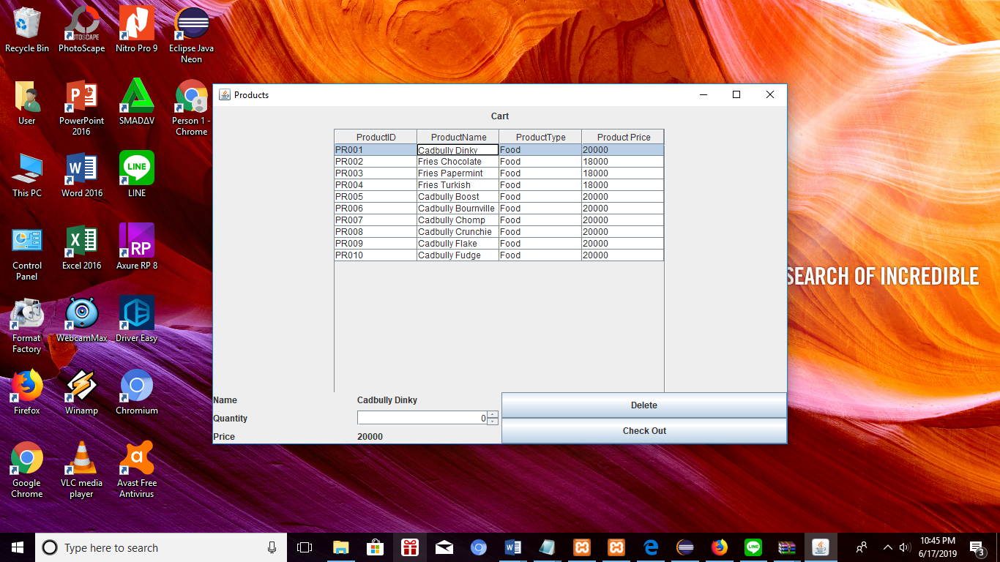 Recycle Bin
PhotoScape
Nitro Pro 9
Eclipse Java
Neon
User
PowerPoint
2016
SMADΔV
Person 1 -
Chrome
This PC
Word 2016
LINE
Control
Panel
Excel 2016
Axure RP 8
Format
Factory
WebcamMax
Driver Easy
Firefox
Winamp
Chromium
Google
Chrome
VLC media
player
Avast Free
Antivirus
Products
Cart
ProductID ProductName ProductType Product Price
PR001 Cadbully Dinky Food 20000
PR002 Fries Chocolate Food 18000
PR003 Fries Papermint Food 18000
PR004 Fries Turkish Food 18000
PR005 Cadbully Boost Food 20000
PR006 Cadbully Bournville Food 20000
PR007 Cadbully Chomp Food 20000
PR008 Cadbully Crunchie Food 20000
PR009 Cadbully Flake Food 20000
PR010 Cadbully Fudge Food 20000
Name Cadbully Dinky
Quantity 0
Price 20000
Delete
Check Out
SEARCH OF INCREDIBLE
Type here to search
10:45 PM
6/17/2019
3